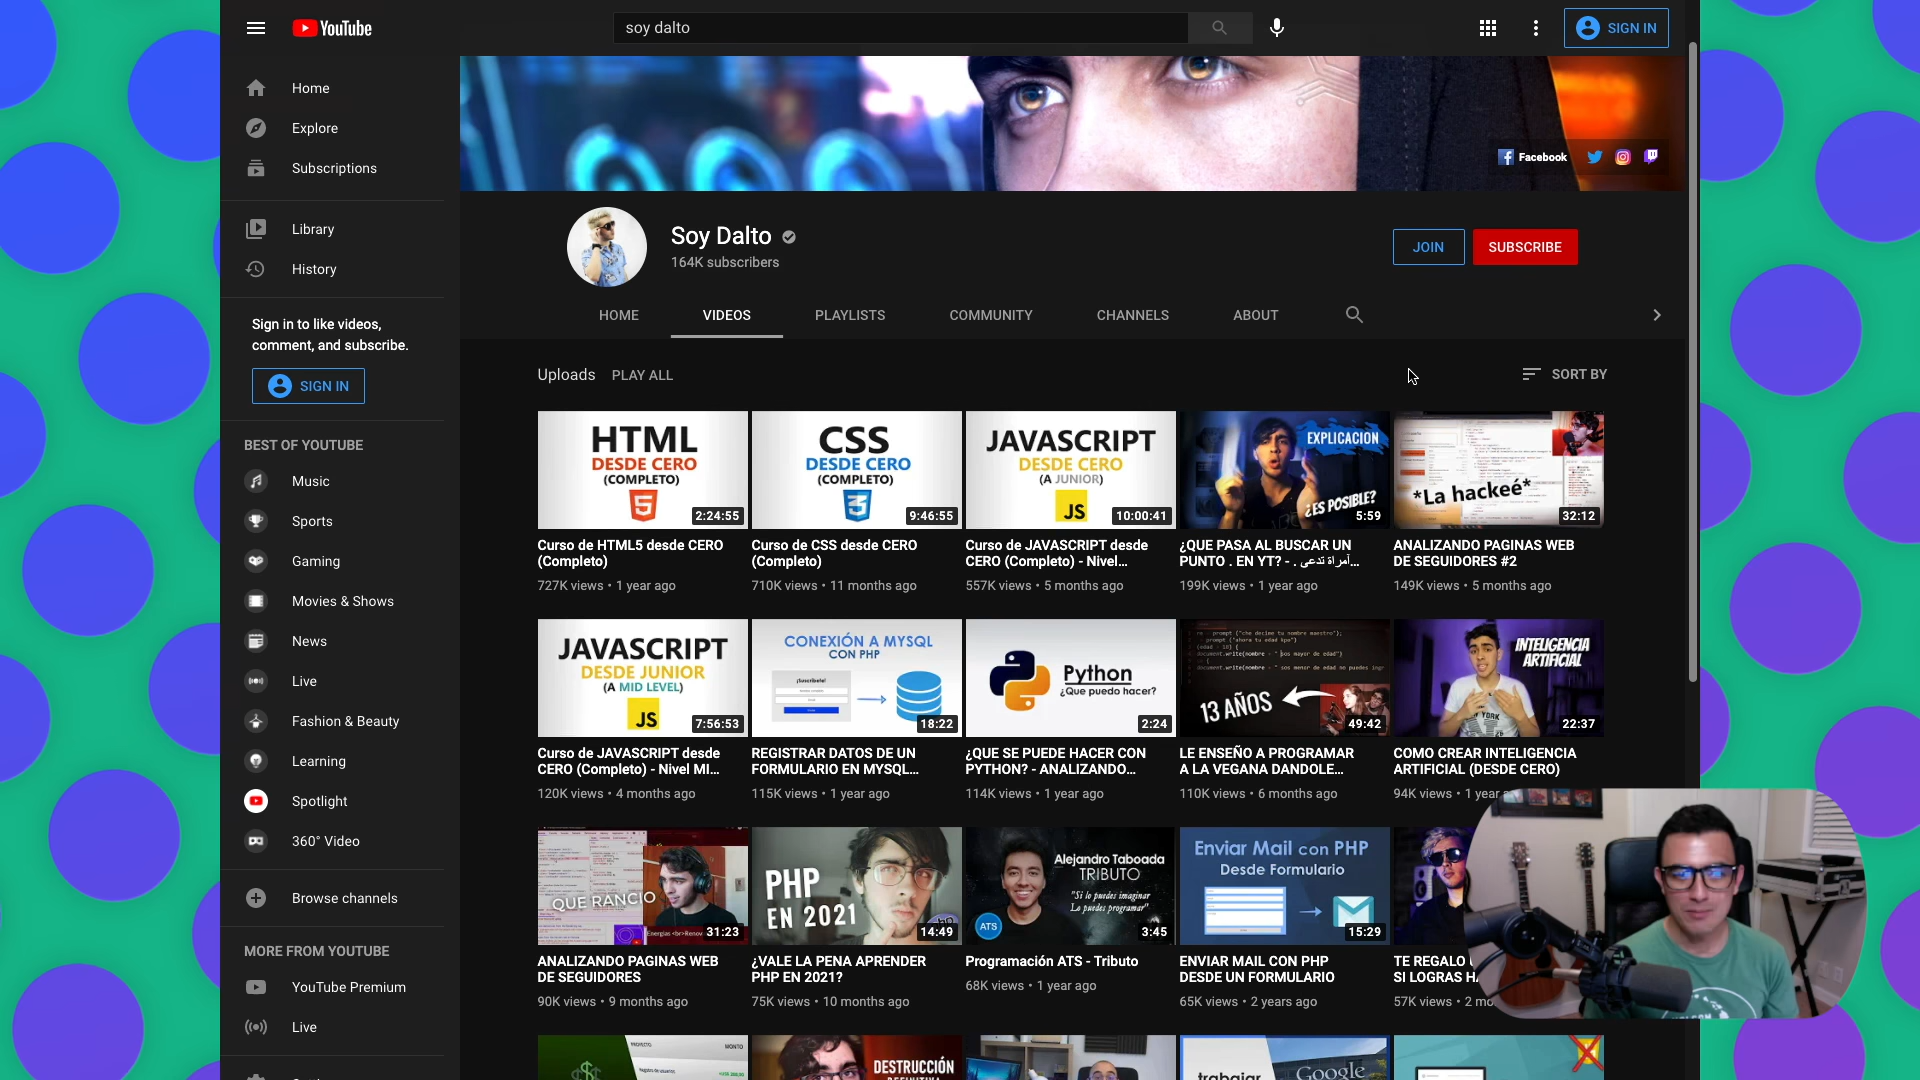 YouTube
soy dalto
SIGN IN
Home
Explore
Subscriptions
Library
History
Sign in to like videos,
comment, and subscribe.
SIGN IN
BEST OF YOUTUBE
Music
Sports
Gaming
Movies & Shows
News
Live
Fashion & Beauty
Learning
Spotlight
360° Video
Browse channels
MORE FROM YOUTUBE
YouTube Premium
Live
Facebook
Soy Dalto
164K subscribers
JOIN
SUBSCRIBE
HOME
VIDEOS
PLAYLISTS
COMMUNITY
CHANNELS
ABOUT
Uploads
PLAY ALL
SORT BY
HTML
DESDE CERO
(COMPLETO)
5
2:24:55
Curso de HTML5 desde CERO
(Completo)
727K views • 1 year ago
CSS
DESDE CERO
(COMPLETO)
3
9:46:55
Curso de CSS desde CERO
(Completo)
710K views • 11 months ago
JAVASCRIPT
DESDE CERO
(A JUNIOR)
JS
10:00:41
Curso de JAVASCRIPT desde
CERO (Completo) - Nivel...
557K views • 5 months ago
EXPLICACION
¿ES POSIBLE?
5:59
¿QUE PASA AL BUSCAR UN
PUNTO . EN YT? - . أمرأة تدعى...
199K views • 1 year ago
*La hackeé*
32:12
ANALIZANDO PAGINAS WEB
DE SEGUIDORES #2
149K views • 5 months ago
JAVASCRIPT
DESDE JUNIOR
(A MID LEVEL)
JS
7:56:53
Curso de JAVASCRIPT desde
CERO (Completo) - Nivel MI...
120K views • 4 months ago
CONEXIÓN A MYSQL
CON PHP
¡Suscribete!
18:22
REGISTRAR DATOS DE UN
FORMULARIO EN MYSQL...
115K views • 1 year ago
Python
¿Que puedo hacer?
2:24
¿QUE SE PUEDE HACER CON
PYTHON? - ANALIZANDO...
114K views • 1 year ago
13 AÑOS
49:42
LE ENSEÑO A PROGRAMAR
A LA VEGANA DANDOLE...
110K views • 6 months ago
INTELIGENCIA
ARTIFICIAL
YORK
22:37
COMO CREAR INTELIGENCIA
ARTIFICIAL (DESDE CERO)
94K views • 1 year
QUE RANCIO
31:23
ANALIZANDO PAGINAS WEB
DE SEGUIDORES
90K views • 9 months ago
PHP
EN 2021
14:49
¿VALE LA PENA APRENDER
PHP EN 2021?
75K views • 10 months ago
Alejandro Taboada
TRIBUTO
"Si lo puedes imaginar
Lo puedes programar"
ATS
3:45
Programación ATS - Tributo
68K views • 1 year ago
Enviar Mail con PHP
Desde Formulario
15:29
ENVIAR MAIL CON PHP
DESDE UN FORMULARIO
65K views • 2 years ago
TE REGALO
SI LOGRAS
57K views • 2
PROYECTO
MONTO
DESTRUCCIÓN
trabajar
Google